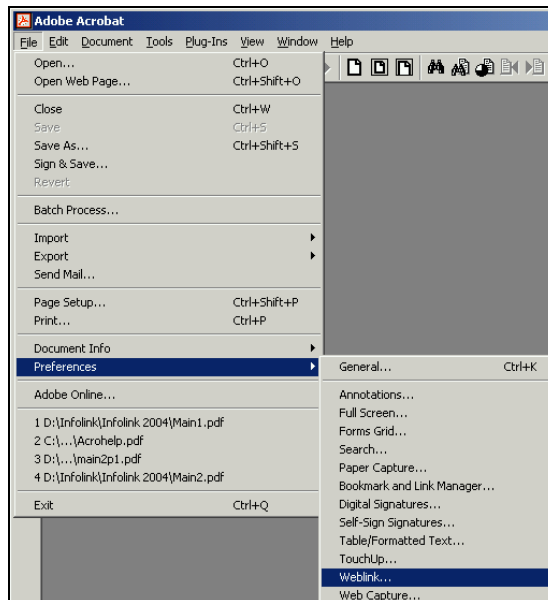 Adobe Acrobat
File Edit Document Tools Plug-Ins View Window Help
Open... Ctrl+O
Open Web Page... Ctrl+Shift+O
Close Ctrl+W
Save Ctrl+S
Save As... Ctrl+Shift+S
Sign & Save...
Revert
Batch Process...
Import
Export
Send Mail...
Page Setup... Ctrl+Shift+P
Print... Ctrl+P
Document Info
Preferences
Adobe Online...
1 D:\Infolink\Infolink 2004\Main1.pdf
2 C:\...\Acrohelp.pdf
3 D:\...\main2p1.pdf
4 D:\Infolink\Infolink 2004\Main2.pdf
Exit Ctrl+Q
General... Ctrl+K
Annotations...
Full Screen...
Forms Grid...
Search...
Paper Capture...
Bookmark and Link Manager...
Digital Signatures...
Self-Sign Signatures...
Table/Formatted Text...
TouchUp...
Weblink...
Web Capture...